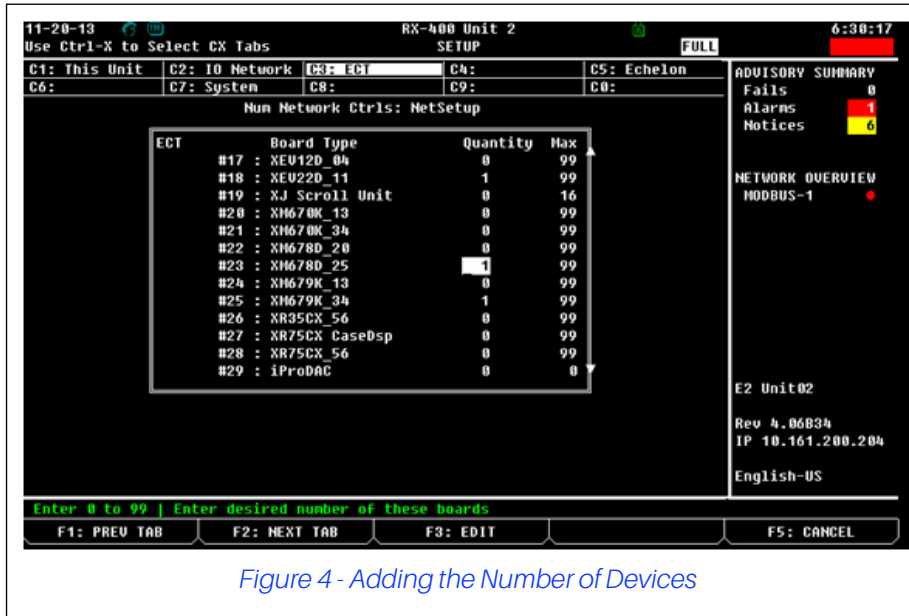 11-20-13 RX-400 Unit 2 6:30:17
Use Ctrl-X to Select CX Tabs SETUP FULL
C1: This Unit C2: IO Network C3: ECT C4: C5: Echelon
C6: C7: System C8: C9: C0:
Num Network Ctrls: NetSetup
ECT Board Type Quantity Max
#17 : XEV12D_04 0 99
#18 : XEV22D_11 1 99
#19 : XJ Scroll Unit 0 16
#20 : XM670K_13 0 99
#21 : XM670K_34 0 99
#22 : XM678D_20 0 99
#23 : XM678D_25 1 99
#24 : XM679K_13 0 99
#25 : XM679K_34 1 99
#26 : XR35CX_56 0 99
#27 : XR75CX CaseDsp 0 99
#28 : XR75CX_56 0 99
#29 : iProDAC 0 0
ADVISORY SUMMARY
Fails 0
Alarms 1
Notices 6
NETWORK OVERVIEW
MODBUS-1
E2 Unit02
Rev 4.06B34
IP 10.161.200.204
English-US
Enter 0 to 99 | Enter desired number of these boards
F1: PREV TAB F2: NEXT TAB F3: EDIT F5: CANCEL
Figure 4 - Adding the Number of Devices